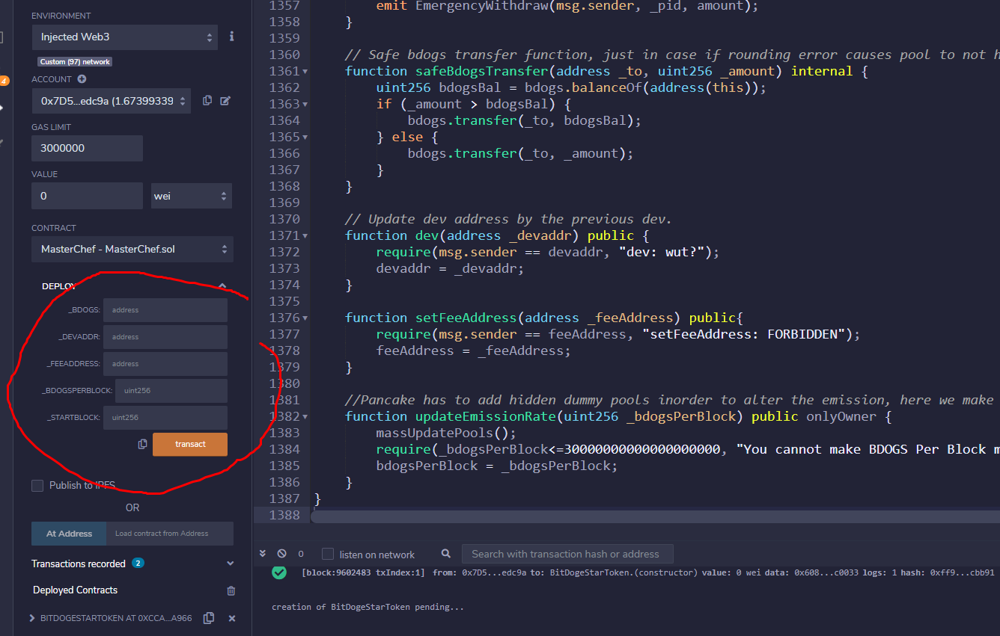 ENVIRONMENT
Injected Web3
Custom (97) network
4
ACCOUNT
0x7D5...edc9a (1.67399339
GAS LIMIT
3000000
VALUE
0
wei
CONTRACT
MasterChef - MasterChef.sol
DEPLOY
_BDOGS: address
_DEVADDR: address
_FEEADDRESS: address
_BDOGSPERBLOCK: uint256
_STARTBLOCK: uint256
transact
Publish to IPFS
OR
At Address Load contract from Address
Transactions recorded 2
Deployed Contracts
BITDOGESTARTOKEN AT 0XCCA...A966
1357 emit EmergencyWithdraw(msg.sender, _pid, amount);
1358 }
1359
1360 // Safe bdogs transfer function, just in case if rounding error causes pool to not h
1361 function safeBdogsTransfer(address _to, uint256 _amount) internal {
1362 uint256 bdogsBal = bdogs.balanceOf(address(this));
1363 if (_amount > bdogsBal) {
1364 bdogs.transfer(_to, bdogsBal);
1365 } else {
1366 bdogs.transfer(_to, _amount);
1367 }
1368 }
1369
1370 // Update dev address by the previous dev.
1371 function dev(address _devaddr) public {
1372 require(msg.sender == devaddr, "dev: wut?");
1373 devaddr = _devaddr;
1374 }
1375
1376 function setFeeAddress(address _feeAddress) public{
1377 require(msg.sender == feeAddress, "setFeeAddress: FORBIDDEN");
1378 feeAddress = _feeAddress;
1379 }
1380
1381 //Pancake has to add hidden dummy pools inorder to alter the emission, here we make
1382 function updateEmissionRate(uint256 _bdogsPerBlock) public onlyOwner {
1383 massUpdatePools();
1384 require(_bdogsPerBlock<=30000000000000000000, "You cannot make BDOGS Per Block m
1385 bdogsPerBlock = _bdogsPerBlock;
1386 }
1387 }
1388
0 listen on network Search with transaction hash or address
[block:9602483 txIndex:1] from: 0x7D5...edc9a to: BitDogeStarToken.(constructor) value: 0 wei data: 0x608...c0033 logs: 1 hash: 0xff9...cbb91
creation of BitDogeStarToken pending...